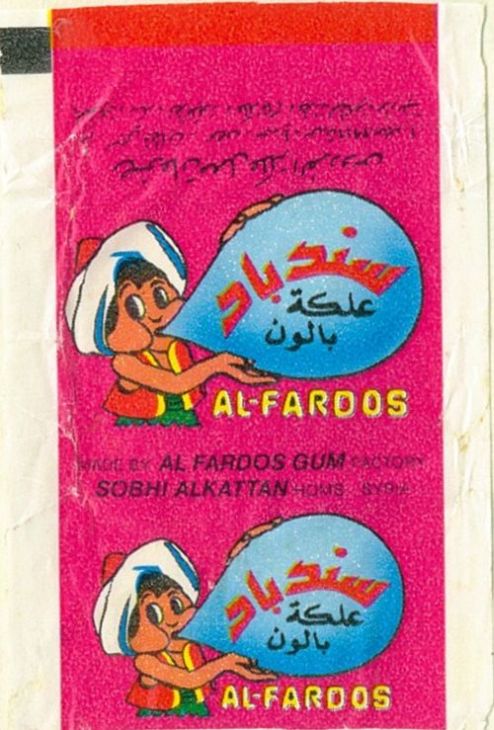 سندباد
علكة
بالون
AL-FARDOS
MADE BY AL FARDOS GUM FACTORY
SOBHI ALKATTAN HOMS SYRIA
سندباد
علكة
بالون
AL-FARDOS